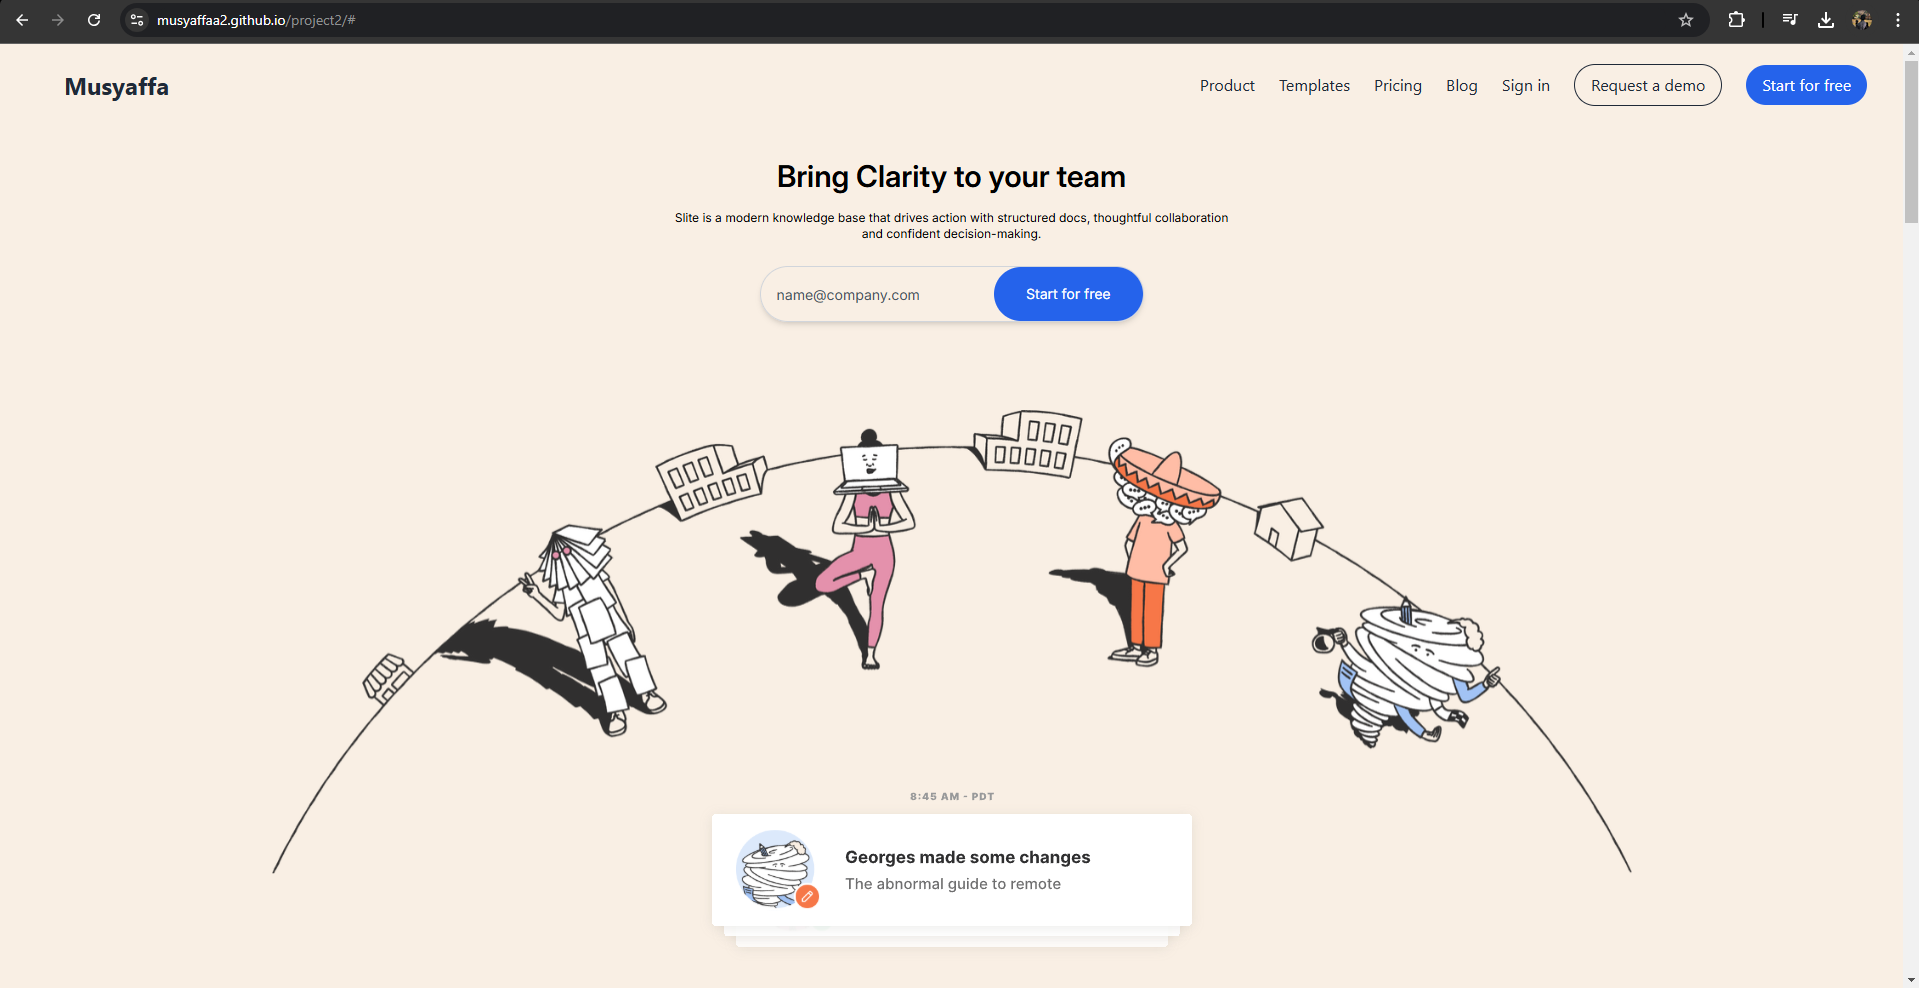 musyaffaa2.github.io/project2/#
Musyaffa
Product
Templates
Pricing
Blog
Sign in
Request a demo
Start for free
Bring Clarity to your team
Slite is a modern knowledge base that drives action with structured docs, thoughtful collaboration
and confident decision-making.
name@company.com
Start for free
8:45 AM - PDT
Georges made some changes
The abnormal guide to remote